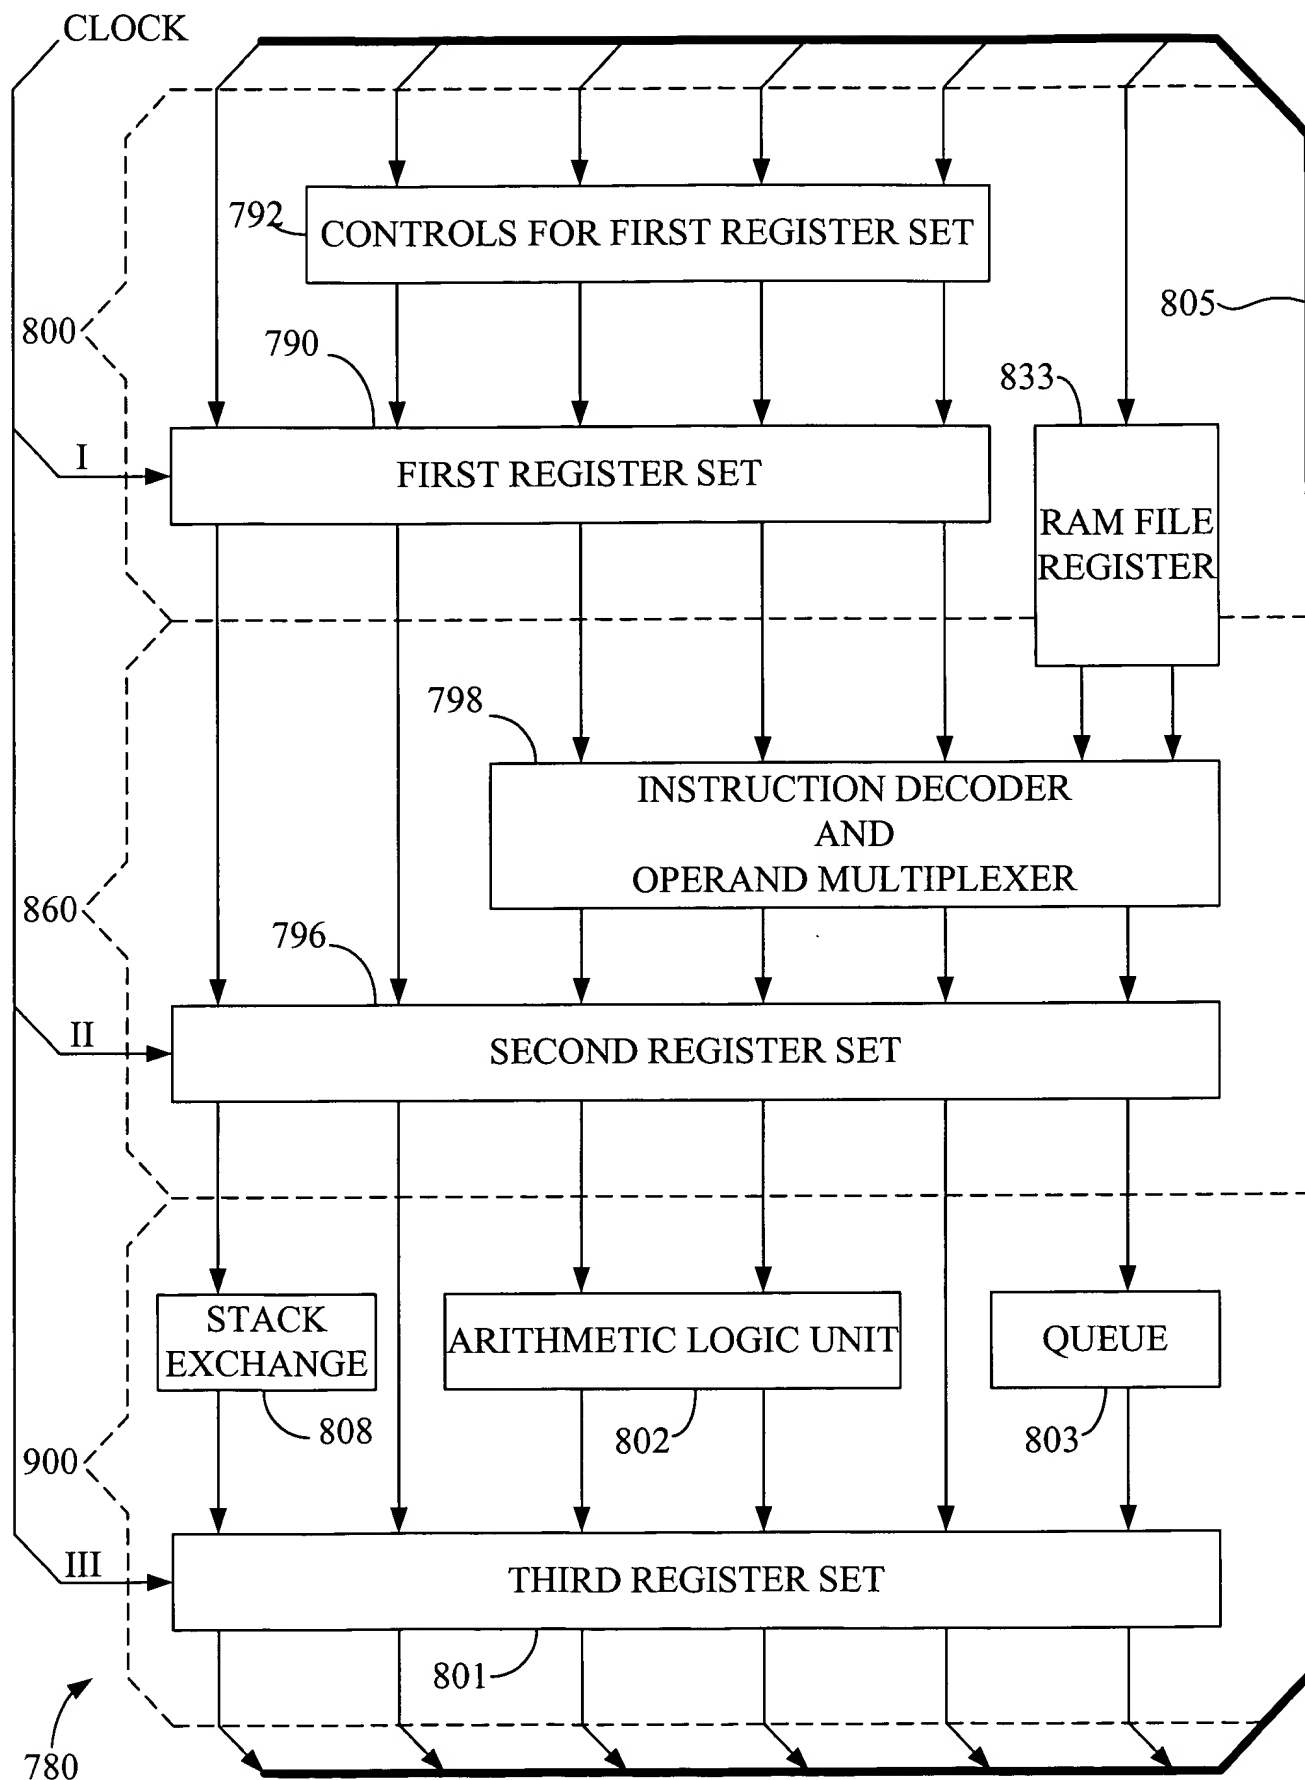 CLOCK
792
CONTROLS FOR FIRST REGISTER SET
805
800
790
833
I
FIRST REGISTER SET
RAM FILE
REGISTER
798
INSTRUCTION DECODER
AND
OPERAND MULTIPLEXER
860
796
II
SECOND REGISTER SET
STACK
EXCHANGE
ARITHMETIC LOGIC UNIT
QUEUE
808
802
803
900
III
THIRD REGISTER SET
801
780